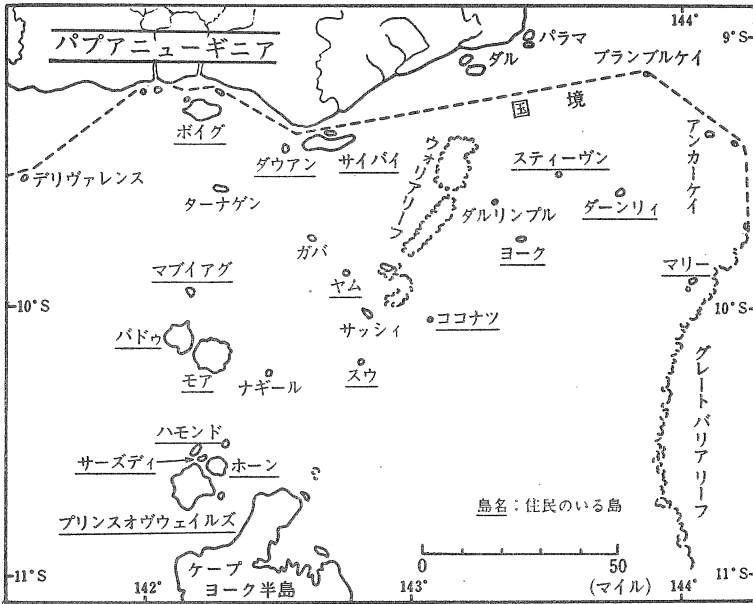 144°
9°S
パプアニューギニア
パラマ
ダル
ブランブルケイ
国境
ボイグ
ダウアン
サイバイ
ウォリアリーフ
スティーヴン
アンカーケイ
デリヴァレンス
ターナゲン
ダルリンプル
ダーンリィ
ガバ
ヨーク
マブイアグ
ヤム
マリー
10°S
10°S
サッシィ
ココナツ
バドゥ
モア
ナギール
スウ
グレートバリアリーフ
ハモンド
サーズディ
ホーン
プリンスオヴウェイルズ
島名:住民のいる島
0
50
ケープ
ヨーク半島
(マイル)
11°S
142°
143°
144°
11°S